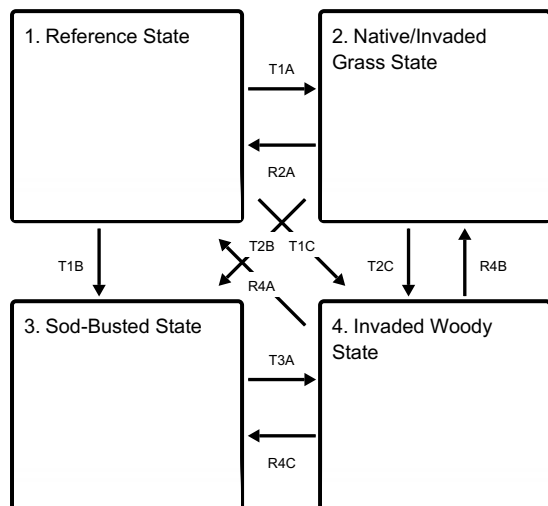 1. Reference State
2. Native/Invaded
Grass State
T1A
R2A
T1B
T2B
T1C
R4A
T2C
R4B
3. Sod-Busted State
4. Invaded Woody
State
T3A
R4C